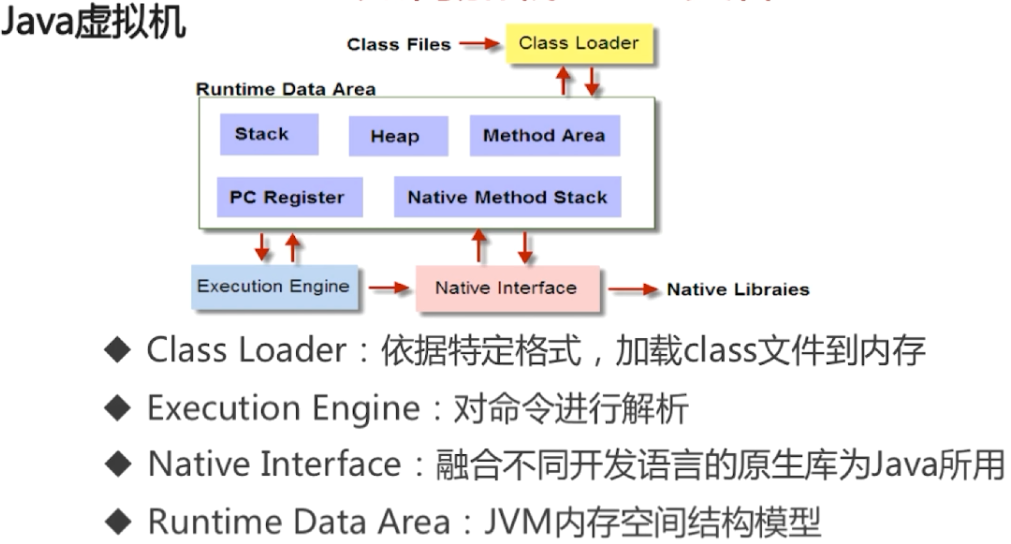 Java虚拟机
Class Files
Class Loader
Runtime Data Area
Stack
Heap
Method Area
PC Register
Native Method Stack
Execution Engine
Native Interface
Native Libraies
◆ Class Loader：依据特定格式，加载class文件到内存
◆ Execution Engine：对命令进行解析
◆ Native Interface：融合不同开发语言的原生库为Java所用
◆ Runtime Data Area：JVM内存空间结构模型